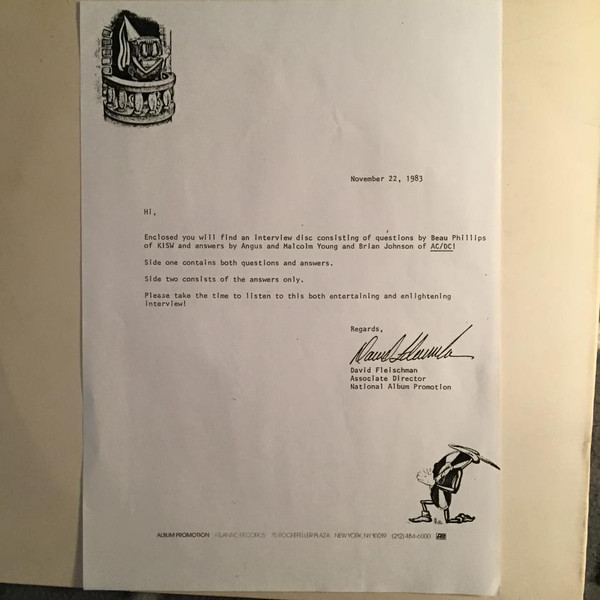 November 22, 1983
Hi,
Enclosed you will find an interview disc consisting of questions by Beau Phillips
of KISW and answers by Angus and Malcolm Young and Brian Johnson of AC/DC!
Side one contains both questions and answers.
Side two consists of the answers only.
Please take the time to listen to this both entertaining and enlightening
interview!
Regards,
David Fleischman
David Fleischman
Associate Director
National Album Promotion
ALBUM PROMOTION ATLANTIC RECORDS 75 ROCKEFELLER PLAZA NEW YORK, NY 10019 (212) 484-6000